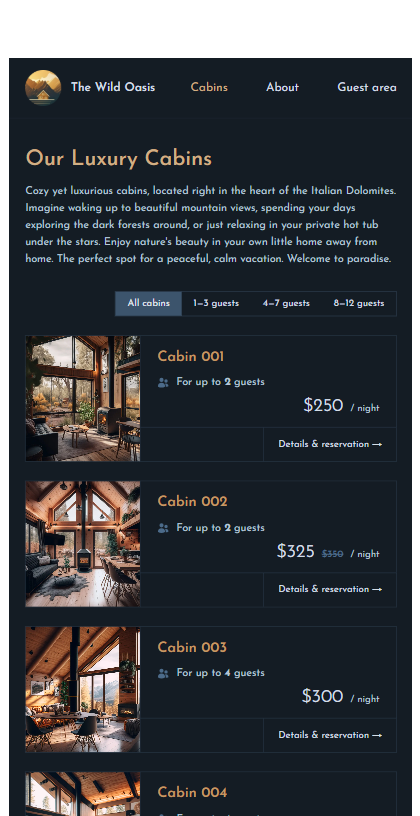 The Wild Oasis Cabins About Guest area
Our Luxury Cabins
Cozy yet luxurious cabins, located right in the heart of the Italian Dolomites.
Imagine waking up to beautiful mountain views, spending your days
exploring the dark forests around, or just relaxing in your private hot tub
under the stars. Enjoy nature's beauty in your own little home away from
home. The perfect spot for a peaceful, calm vacation. Welcome to paradise.
All cabins 1—3 guests 4—7 guests 8—12 guests
Cabin 001
For up to 2 guests
$250 / night
Details & reservation →
Cabin 002
For up to 2 guests
$325 $350 / night
Details & reservation →
Cabin 003
For up to 4 guests
$300 / night
Details & reservation →
Cabin 004